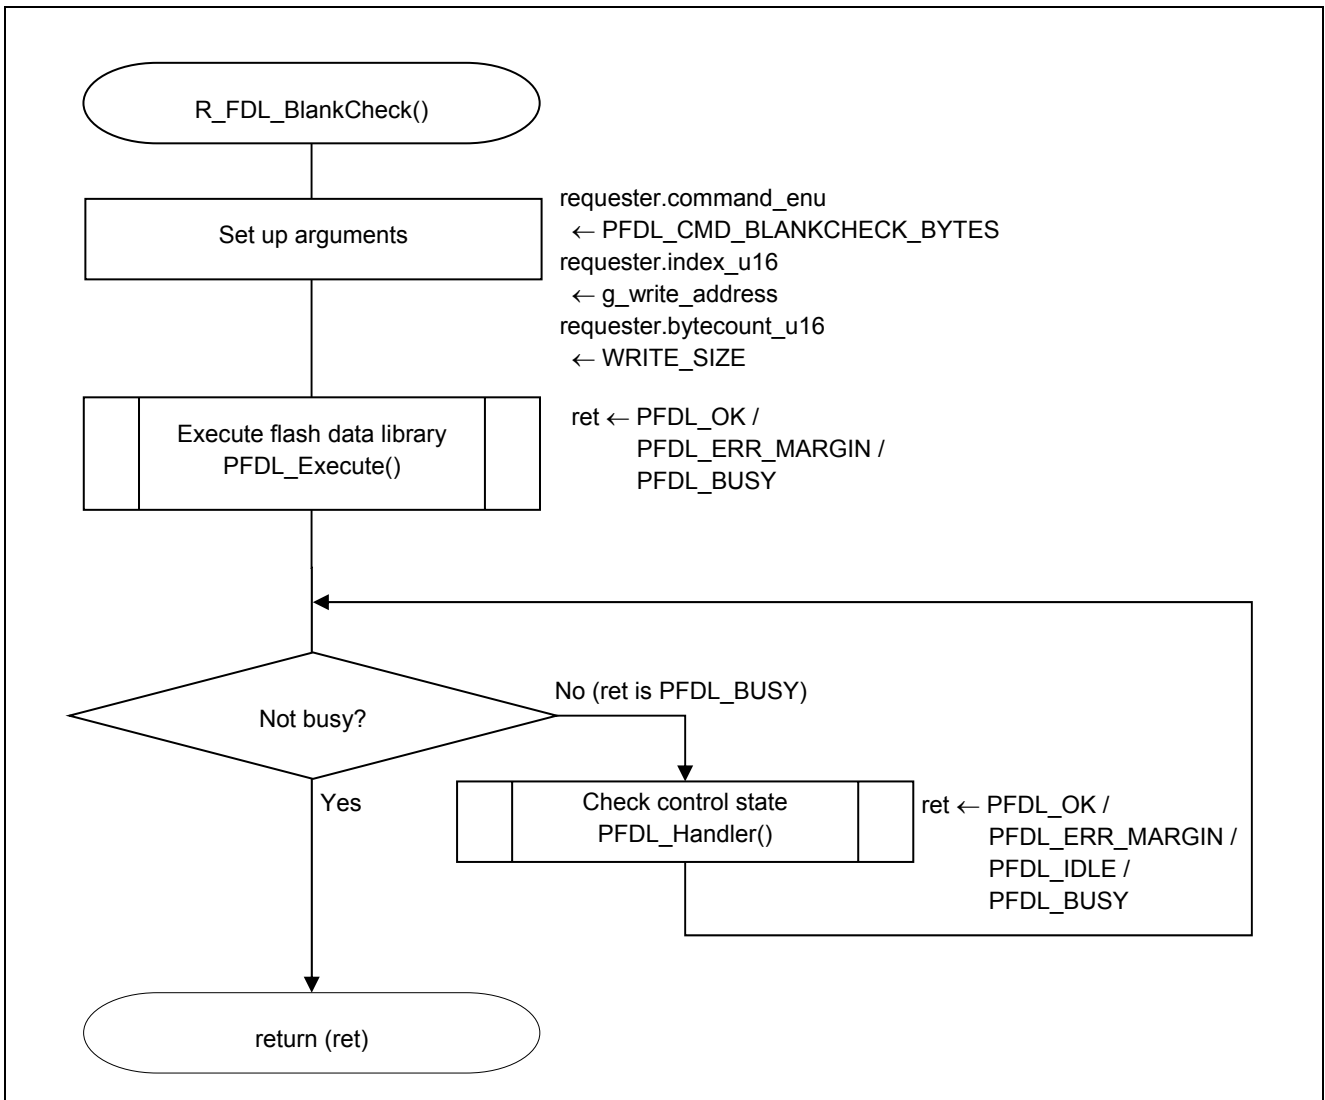 R_FDL_BlankCheck()
Set up arguments
requester.command_enu
← PFDL_CMD_BLANKCHECK_BYTES
requester.index_u16
← g_write_address
requester.bytecount_u16
← WRITE_SIZE
Execute flash data library
PFDL_Execute()
ret ← PFDL_OK /
PFDL_ERR_MARGIN /
PFDL_BUSY
Not busy?
No (ret is PFDL_BUSY)
Yes
Check control state
PFDL_Handler()
ret ← PFDL_OK /
PFDL_ERR_MARGIN /
PFDL_IDLE /
PFDL_BUSY
return (ret)